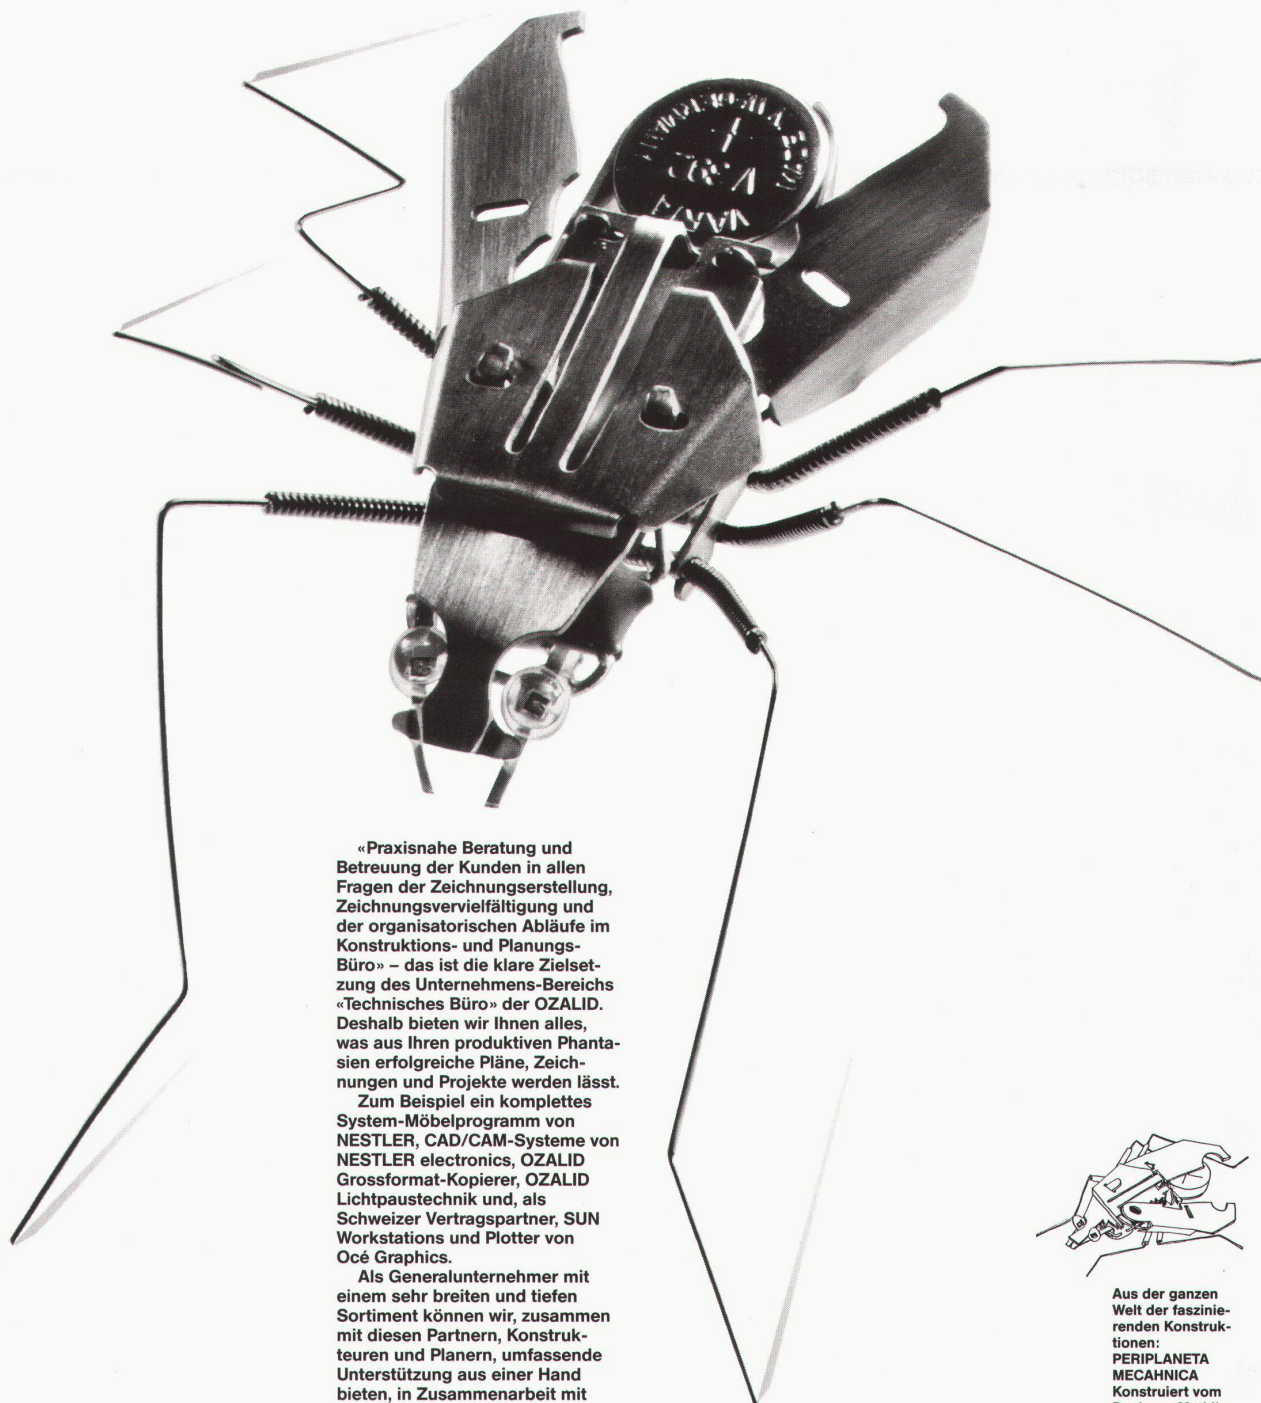 «Praxisnahe Beratung und
Betreuung der Kunden in allen
Fragen der Zeichnungserstellung,
Zeichnungsvervielfältigung und
der organisatorischen Abläufe im
Konstruktions- und Planungs-
Büro» – das ist die klare Zielset-
zung des Unternehmens-Bereichs
«Technisches Büro» der OZALID.
Deshalb bieten wir Ihnen alles,
was aus Ihren produktiven Phanta-
sien erfolgreiche Pläne, Zeich-
nungen und Projekte werden lässt.
Zum Beispiel ein komplettes
System-Möbelprogramm von
NESTLER, CAD/CAM-Systeme von
NESTLER electronics, OZALID
Grossformat-Kopierer, OZALID
Lichtpaustechnik und, als
Schweizer Vertragspartner, SUN
Workstations und Plotter von
Océ Graphics.
Als Generalunternehmer mit
einem sehr breiten und tiefen
Sortiment können wir, zusammen
mit diesen Partnern, Konstruk-
teuren und Planern, umfassende
Unterstützung aus einer Hand
bieten, in Zusammenarbeit mit
Aus der ganzen
Welt der faszinie-
renden Konstruk-
tionen:
PERIPLANETA
MECAHNICA
Konstruiert vom